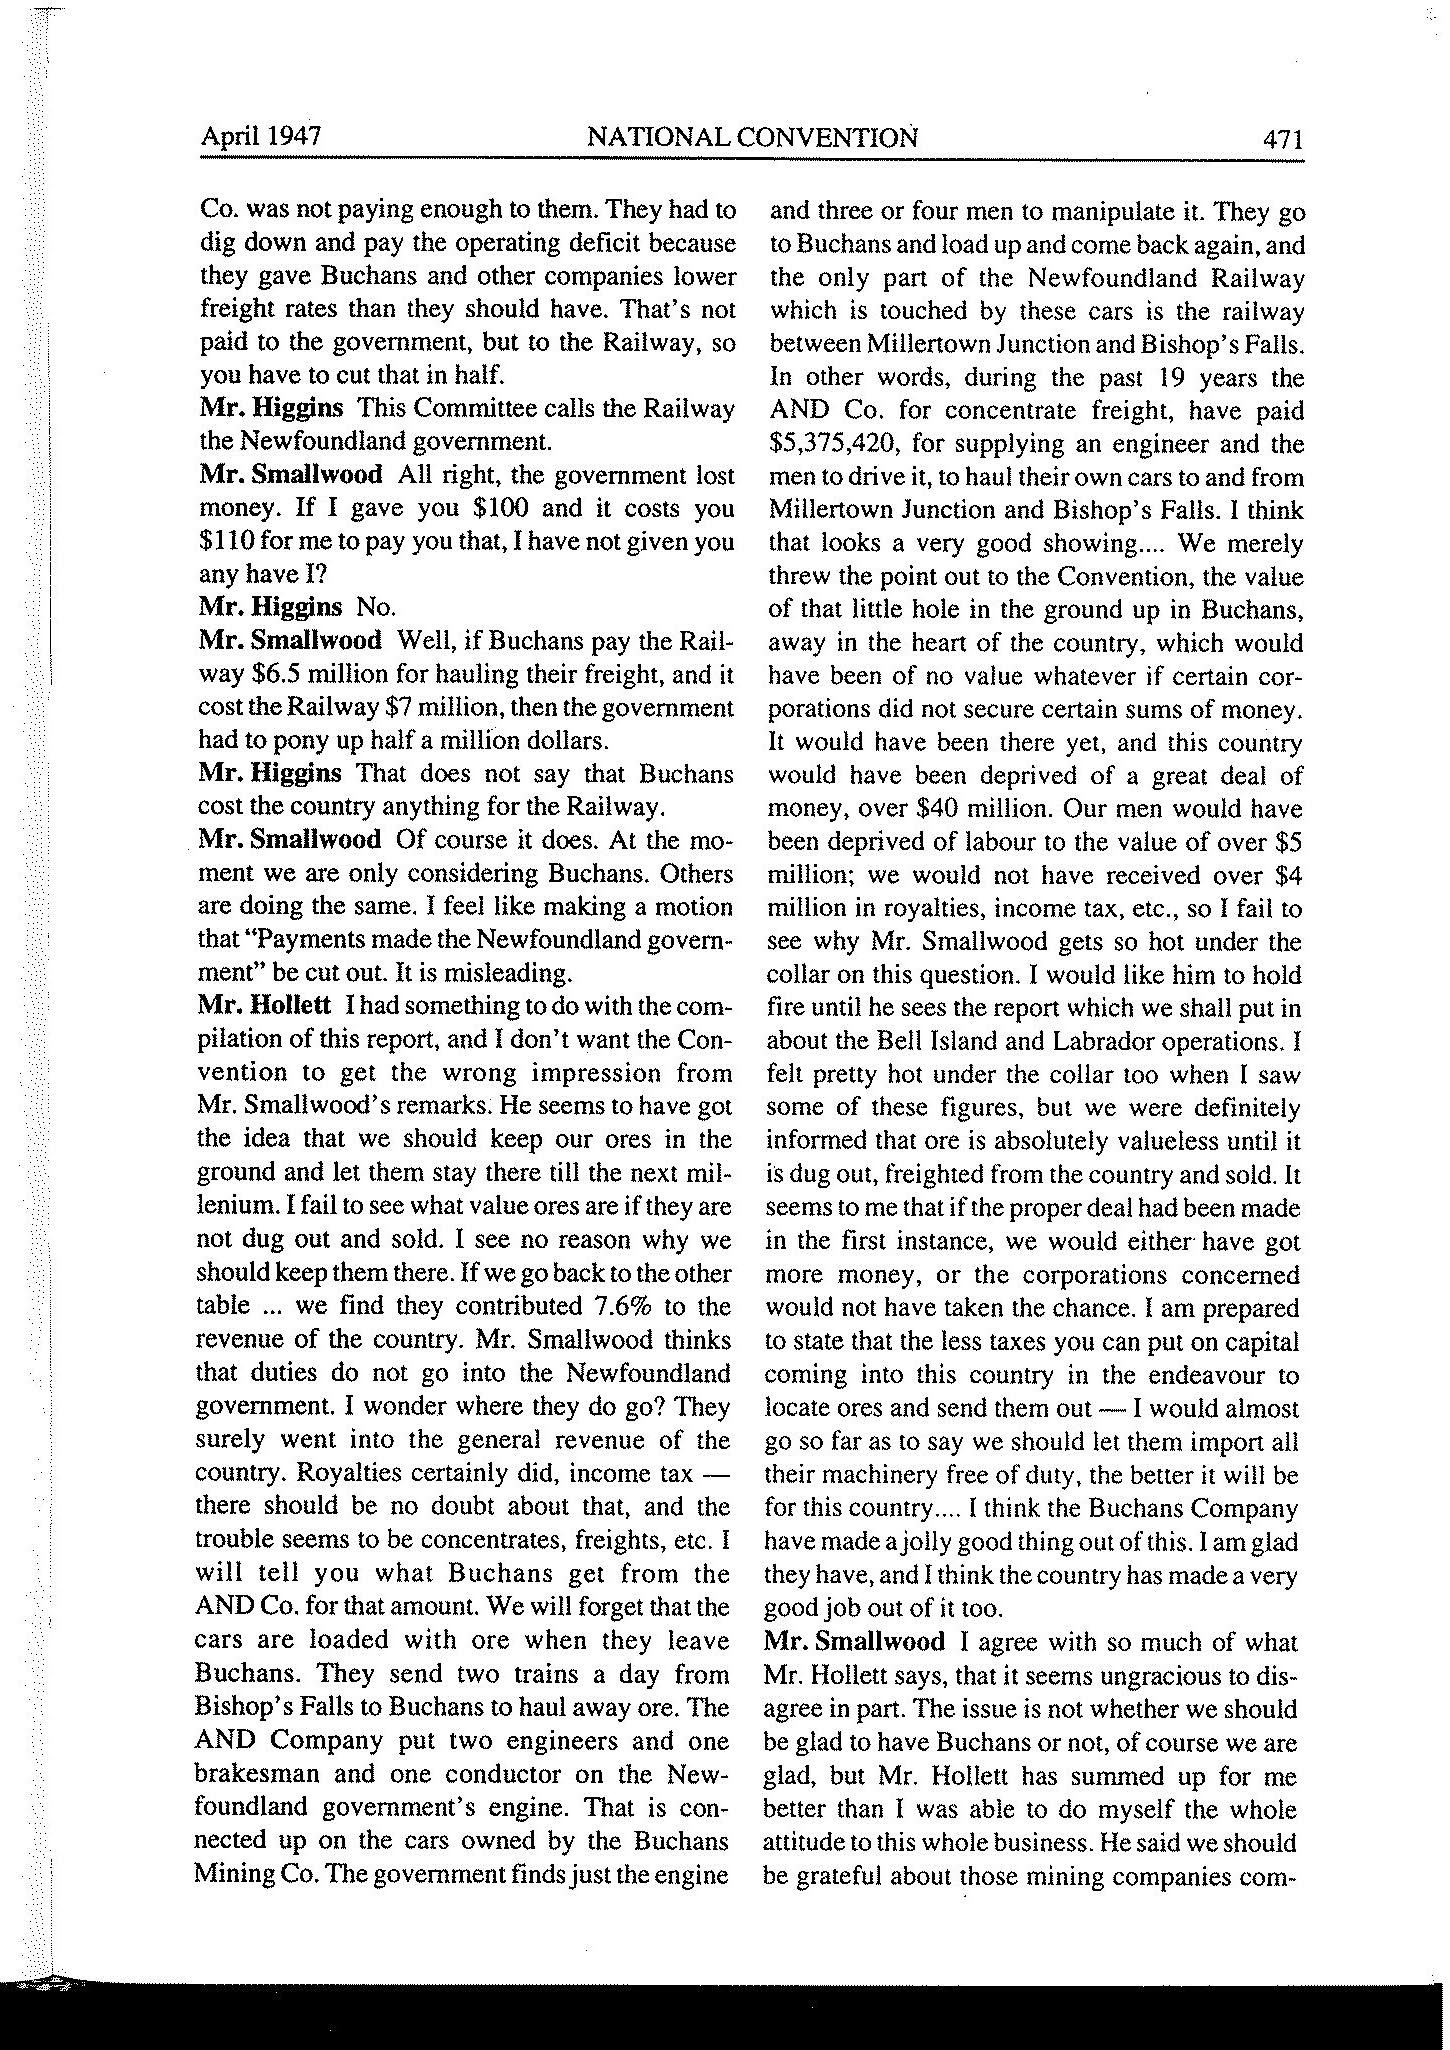 April 1947 NATIONAL CONVENTION 471
Co. was not paying enough to them. They had to
dig down and pay the operating deficit because
they gave Buchans and other companies lower
freight rates than they should have. That's not
paid to the government, but to the Railway, so
you have to cut that in half.
Mr. Higgins This Committee calls the Railway
the Newfoundland government.
Mr. Smallwood All right, the government lost
money. If I gave you $100 and it costs you
$110 for me to pay you that, I have not given you
any have I?
Mr. Higgins No.
Mr. Smallwood Well, if Buchans pay the Rail-
way $6.5 million for hauling their freight, and it
cost the Railway $7 million, then the government
had to pony up half a million dollars.
Mr. Higgins That does not say that Buchans
cost the country anything for the Railway.
Mr. Smallwood Of course it does. At the mo-
ment we are only considering Buchans. Others
are doing the same. I feel like making a motion
that "Payments made the Newfoundland govern-
ment" be cut out. It is misleading.
Mr. Hollett I had something to do with the com-
pilation of this report, and I don't want the Con-
vention to get the wrong impression from
Mr. Smallwood's remarks. He seems to have got
the idea that we should keep our ores in the
ground and let them stay there till the next mil-
lenium. I fail to see what value ores are if they are
not dug out and sold. I see no reason why we
should keep them there. If we go back to the other
table ... we find they contributed 7.6% to the
revenue of the country. Mr. Smallwood thinks
that duties do not go into the Newfoundland
government. I wonder where they do go? They
surely went into the general revenue of the
country. Royalties certainly did, income tax —
there should be no doubt about that, and the
trouble seems to be concentrates, freights, etc. I
will tell you what Buchans get from the
AND Co. for that amount. We will forget that the
cars are loaded with ore when they leave
Buchans. They send two trains a day from
Bishop's Falls to Buchans to haul away ore. The
AND Company put two engineers and one
brakesman and one conductor on the New-
foundland government's engine. That is con-
nected up on the cars owned by the Buchans
Mining Co. The government finds just the engine
and three or four men to manipulate it. They go
to Buchans and load up and come back again, and
the only part of the Newfoundland Railway
which is touched by these cars is the railway
between Millertown Junction and Bishop's Falls.
In other words, during the past 19 years the
AND Co. for concentrate freight, have paid
$5,375,420, for supplying an engineer and the
men to drive it, to haul their own cars to and from
Millertown Junction and Bishop's Falls. I think
that looks a very good showing.... We merely
threw the point out to the Convention, the value
of that little hole in the ground up in Buchans,
away in the heart of the country, which would
have been of no value whatever if certain cor-
porations did not secure certain sums of money.
It would have been there yet, and this country
would have been deprived of a great deal of
money, over $40 million. Our men would have
been deprived of labour to the value of over $5
million; we would not have received over $4
million in royalties, income tax, etc., so I fail to
see why Mr. Smallwood gets so hot under the
collar on this question. I would like him to hold
fire until he sees the report which we shall put in
about the Bell Island and Labrador operations. I
felt pretty hot under the collar too when I saw
some of these figures, but we were definitely
informed that ore is absolutely valueless until it
is dug out, freighted from the country and sold. It
seems to me that if the proper deal had been made
in the first instance, we would either have got
more money, or the corporations concerned
would not have taken the chance. I am prepared
to state that the less taxes you can put on capital
coming into this country in the endeavour to
locate ores and send them out — I would almost
go so far as to say we should let them import all
their machinery free of duty, the better it will be
for this country.... I think the Buchans Company
have made a jolly good thing out of this. I am glad
they have, and I think the country has made a very
good job out of it too.
Mr. Smallwood I agree with so much of what
Mr. Hollett says, that it seems ungracious to dis-
agree in part. The issue is not whether we should
be glad to have Buchans or not, of course we are
glad, but Mr. Hollett has summed up for me
better than I was able to do myself the whole
attitude to this whole business. He said we should
be grateful about those mining companies com-